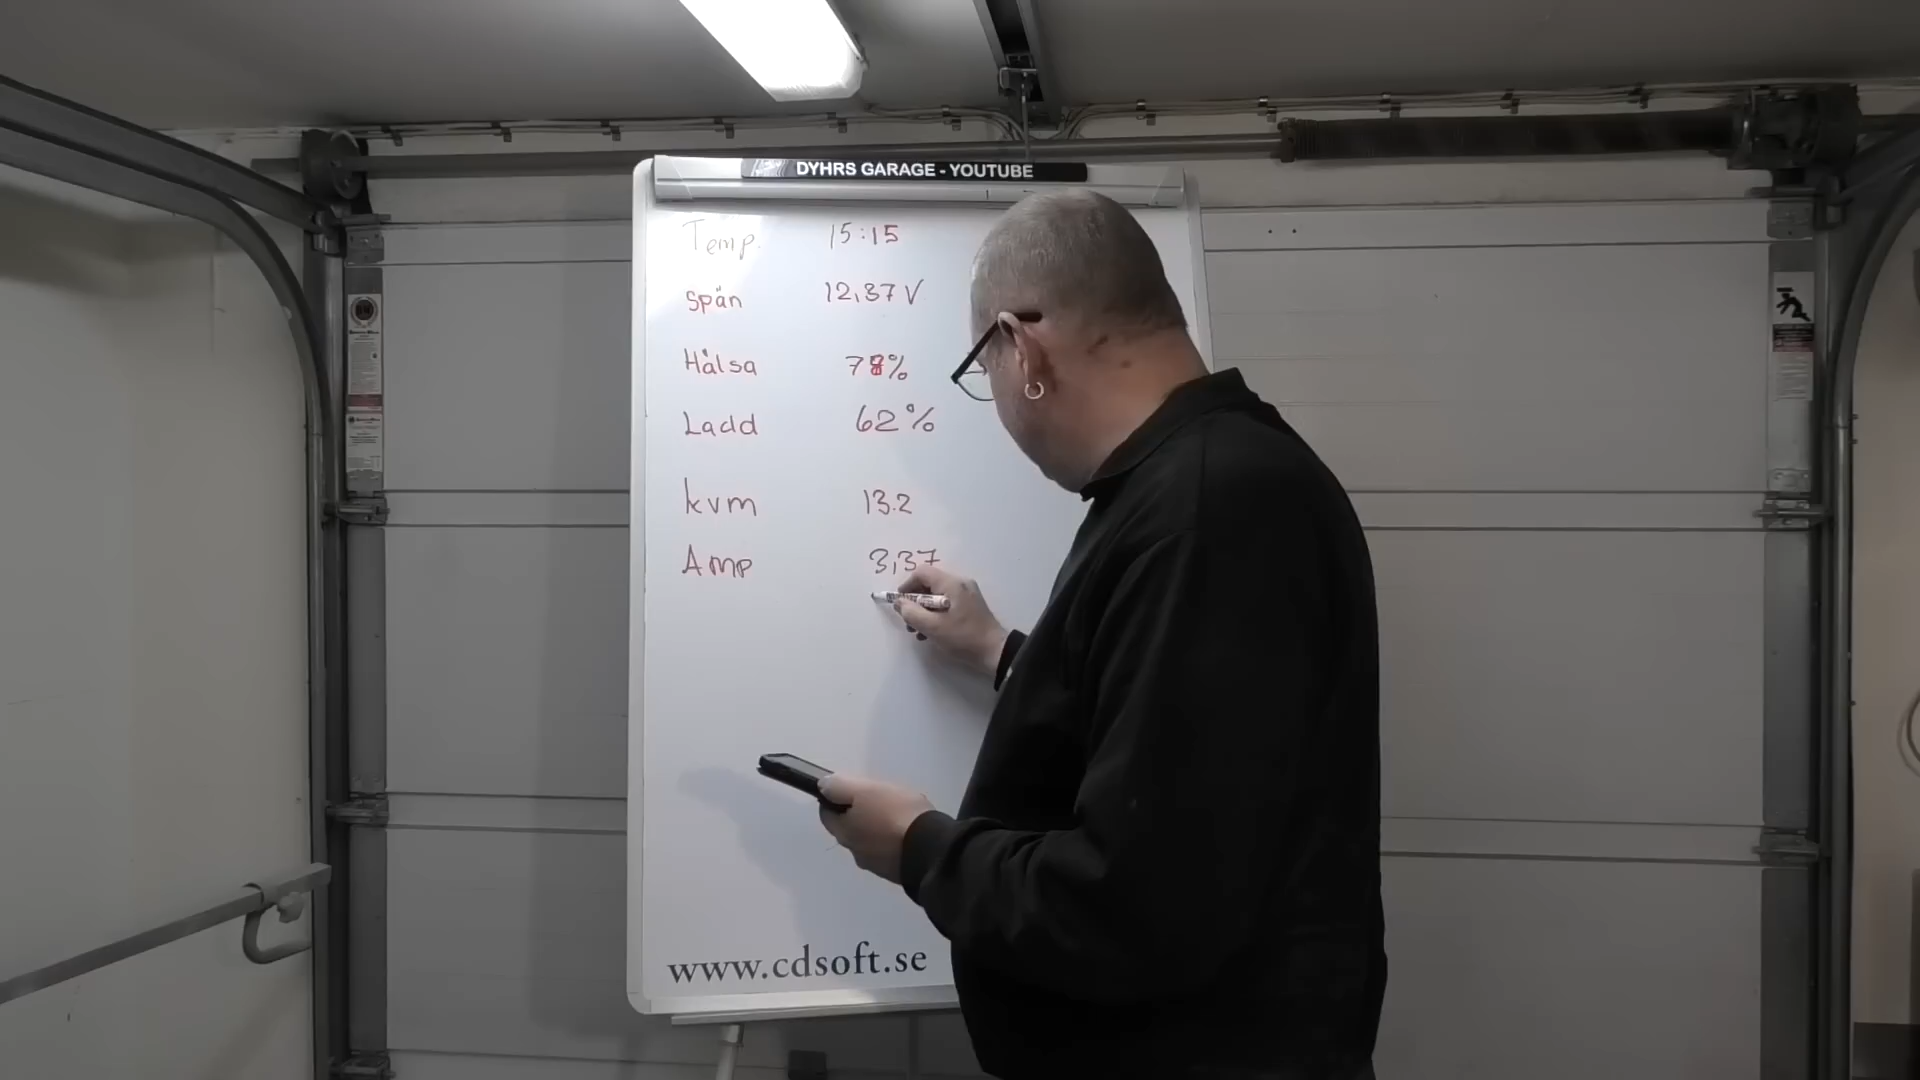 DYHRS GARAGE - YOUTUBE
Temp. 15:15
Spän 12,37 V
Hälsa 78%
Ladd 62%
kvm 13.2
Amp 3,37
www.cdsoft.se